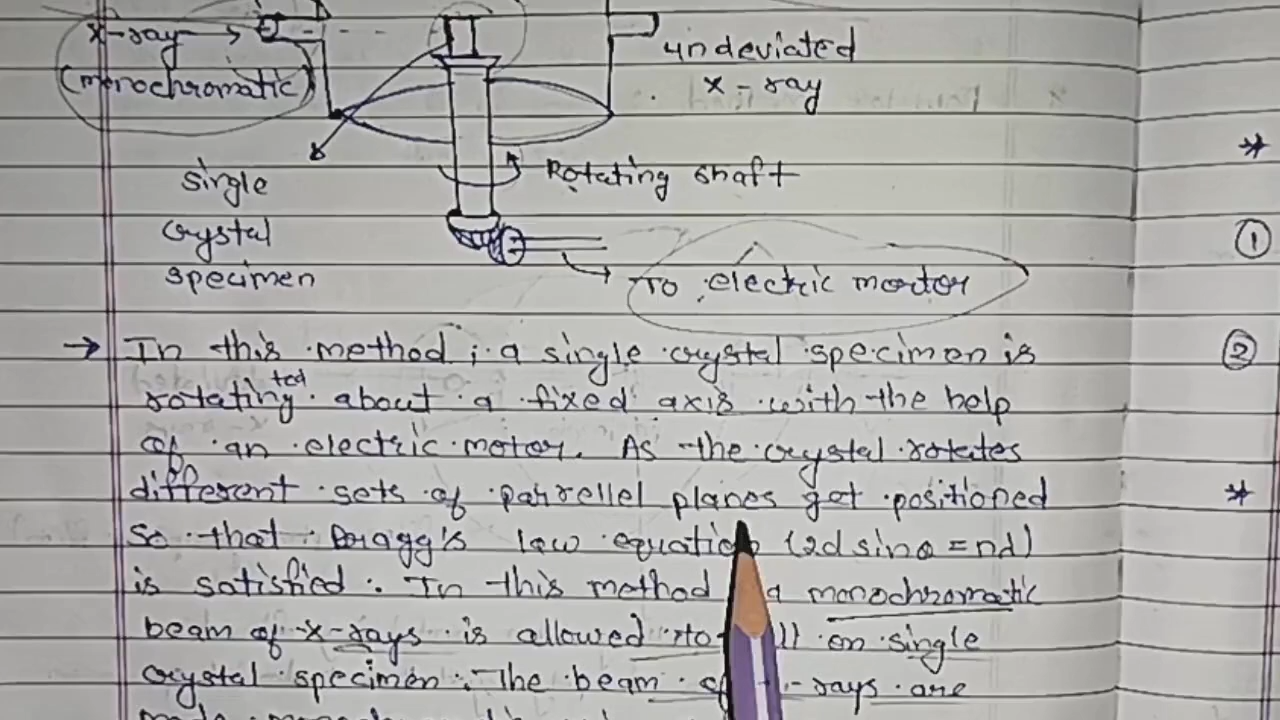 x-ray →
(monochromatic)
undeviated
x-ray
single
crystal
specimen
Rotating shaft
To electric mortor
*
①
②
*
→ In this method ; a single crystal specimen is
rotating ted about a fixed axis with the help
of an electric motor. As the crystal rotates
different sets of parrellel planes get positioned
so that Bragg's law equation (2d sinθ = nλ)
is satisfied. In this method a monochromatic
beam of x-rays is allowed to on single
crystal specimen. The beam of -rays are